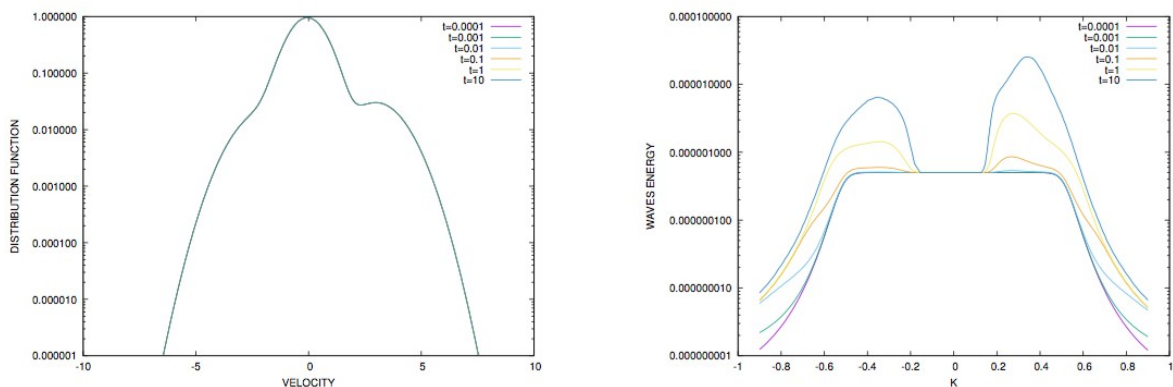 1.000000
0.100000
0.010000
0.001000
0.000100
0.000010
0.000001
DISTRIBUTION FUNCTION
-10
-5
0
5
10
VELOCITY
t=0.0001
t=0.001
t=0.01
t=0.1
t=1
t=10
0.000100000
0.000010000
0.000001000
0.000000100
0.000000010
0.000000001
WAVES ENERGY
-1
-0.8
-0.6
-0.4
-0.2
0
0.2
0.4
0.6
0.8
1
K
t=0.0001
t=0.001
t=0.01
t=0.1
t=1
t=10